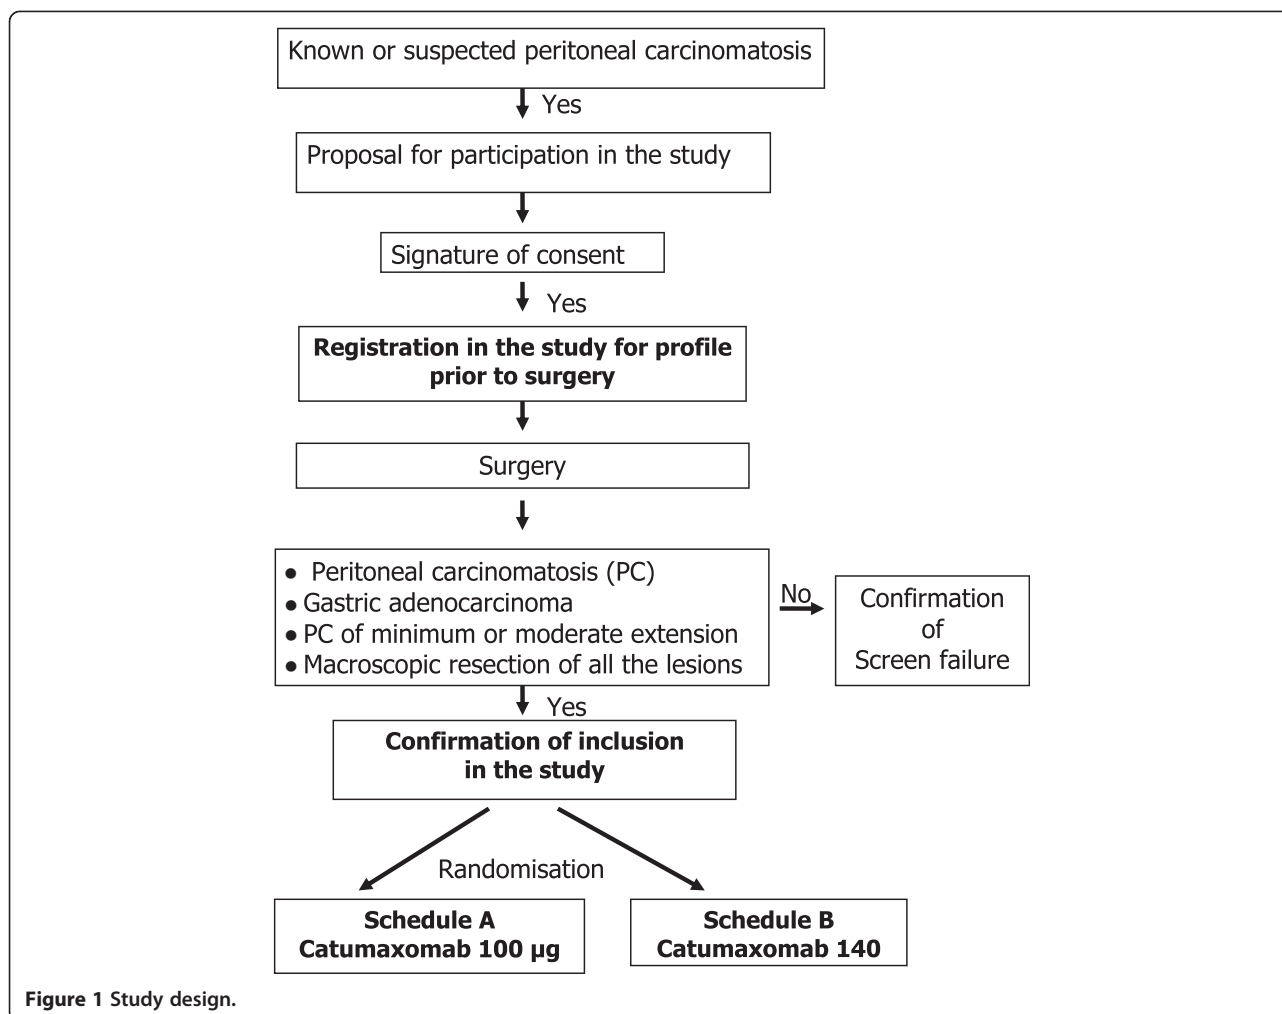 Known or suspected peritoneal carcinomatosis
Yes
Proposal for participation in the study
Signature of consent
Yes
Registration in the study for profile
prior to surgery
Surgery
● Peritoneal carcinomatosis (PC)
● Gastric adenocarcinoma
● PC of minimum or moderate extension
● Macroscopic resection of all the lesions
No
Confirmation
of
Screen failure
Yes
Confirmation of inclusion
in the study
Randomisation
Schedule A
Catumaxomab 100 µg
Schedule B
Catumaxomab 140
Figure 1 Study design.